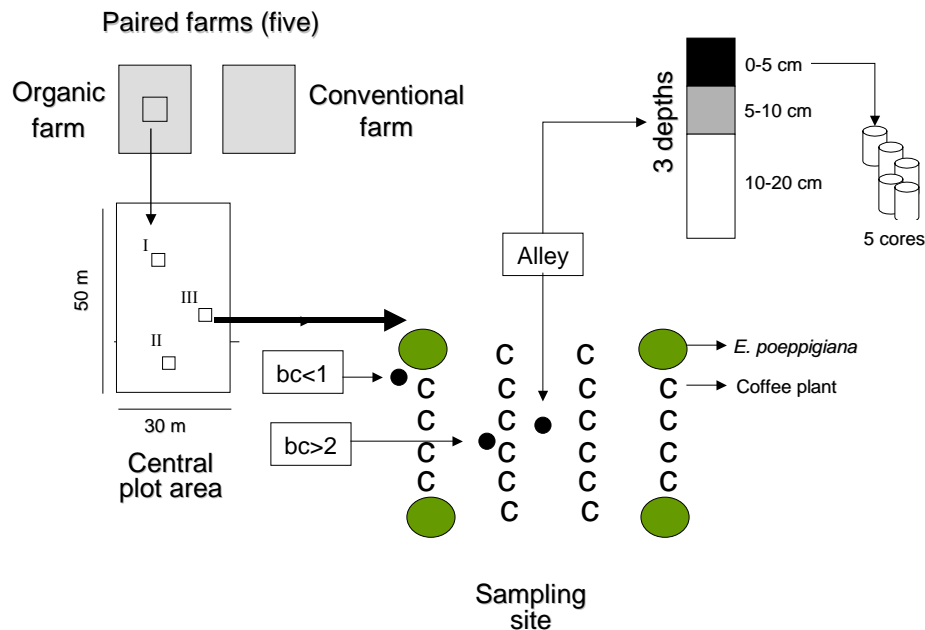 Paired farms (five)
Organic
farm
Conventional
farm
3 depths
0-5 cm
5-10 cm
10-20 cm
5 cores
50 m
I
III
II
30 m
Central
plot area
Alley
bc<1
bc>2
E. poeppigiana
Coffee plant
C C
C C C C
C C C C
C C C C
C C C C
C C
Sampling
site